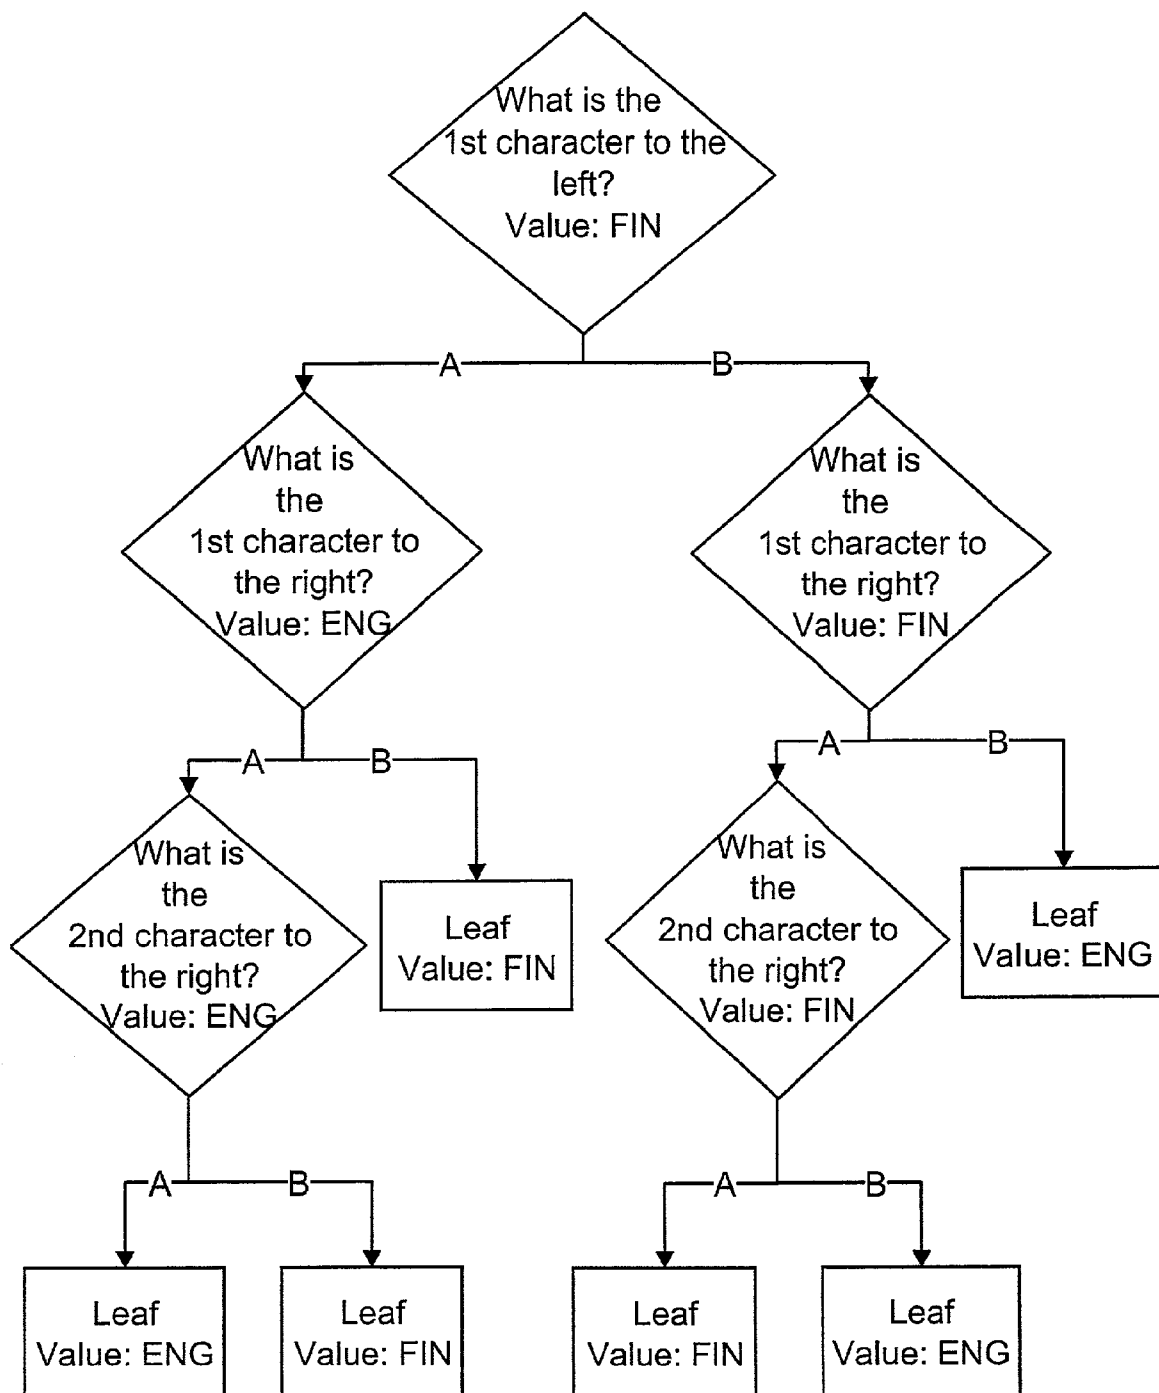 What is the
1st character to the
left?
Value: FIN
A
B
What is
the
1st character to
the right?
Value: ENG
What is
the
1st character to
the right?
Value: FIN
A
B
A
B
What is
the
2nd character to
the right?
Value: ENG
Leaf
Value: FIN
What is
the
2nd character to
the right?
Value: FIN
Leaf
Value: ENG
A
B
A
B
Leaf
Value: ENG
Leaf
Value: FIN
Leaf
Value: FIN
Leaf
Value: ENG